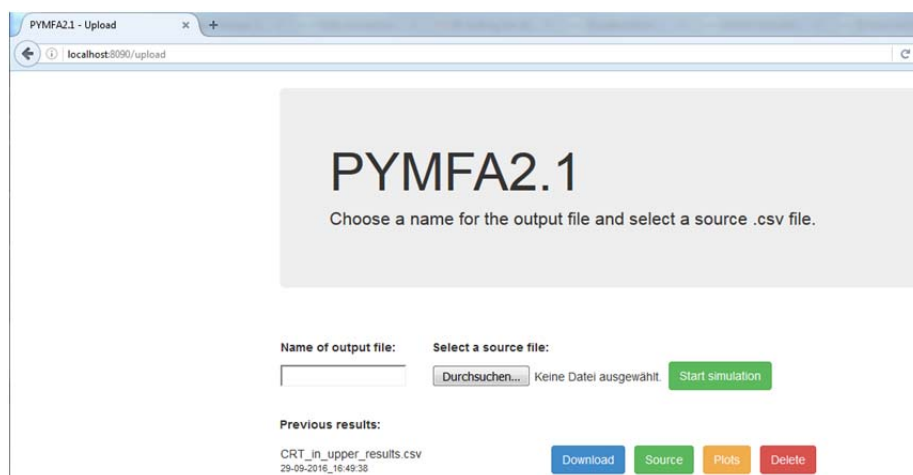 PYMFA2.1 - Upload
localhost:8090/upload
PYMFA2.1
Choose a name for the output file and select a source .csv file.
Name of output file: Select a source file:
Durchsuchen... Keine Datei ausgewählt. Start simulation
Previous results:
CRT_in_upper_results.csv Download Source Plots Delete
29-09-2016_16:49:38